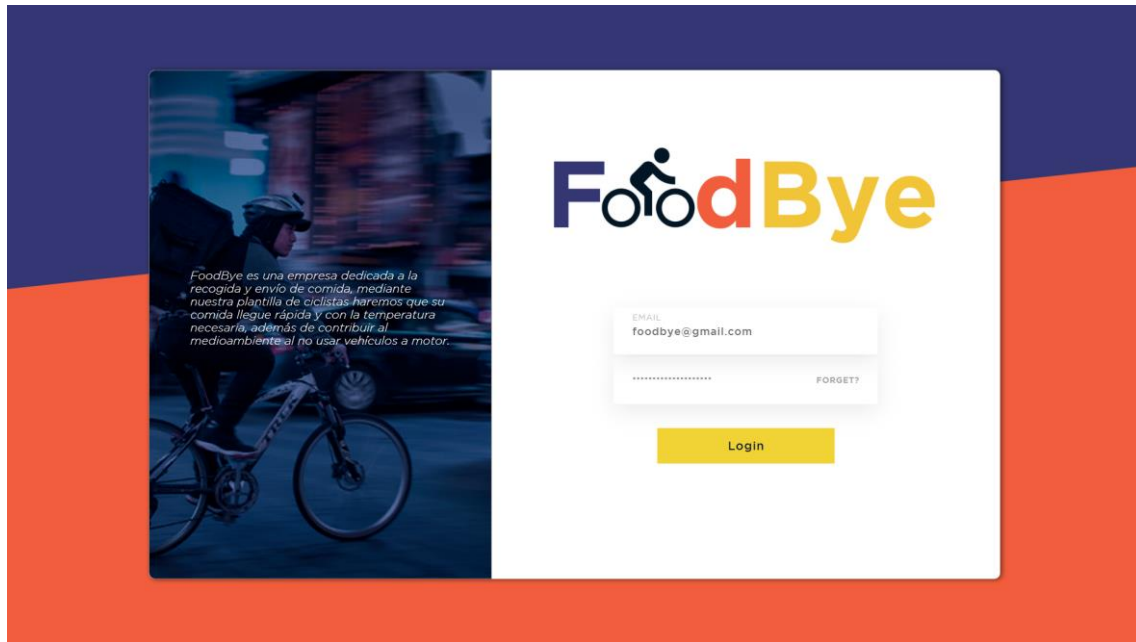 FoodBye
FoodBye es una empresa dedicada a la
recogida y envío de comida, mediante
nuestra plantilla de ciclistas haremos que su
comida llegue rápida y con la temperatura
necesaria, además de contribuir al
medioambiente al no usar vehículos a motor.
EMAIL
foodbye@gmail.com
FORGET?
Login
TREK